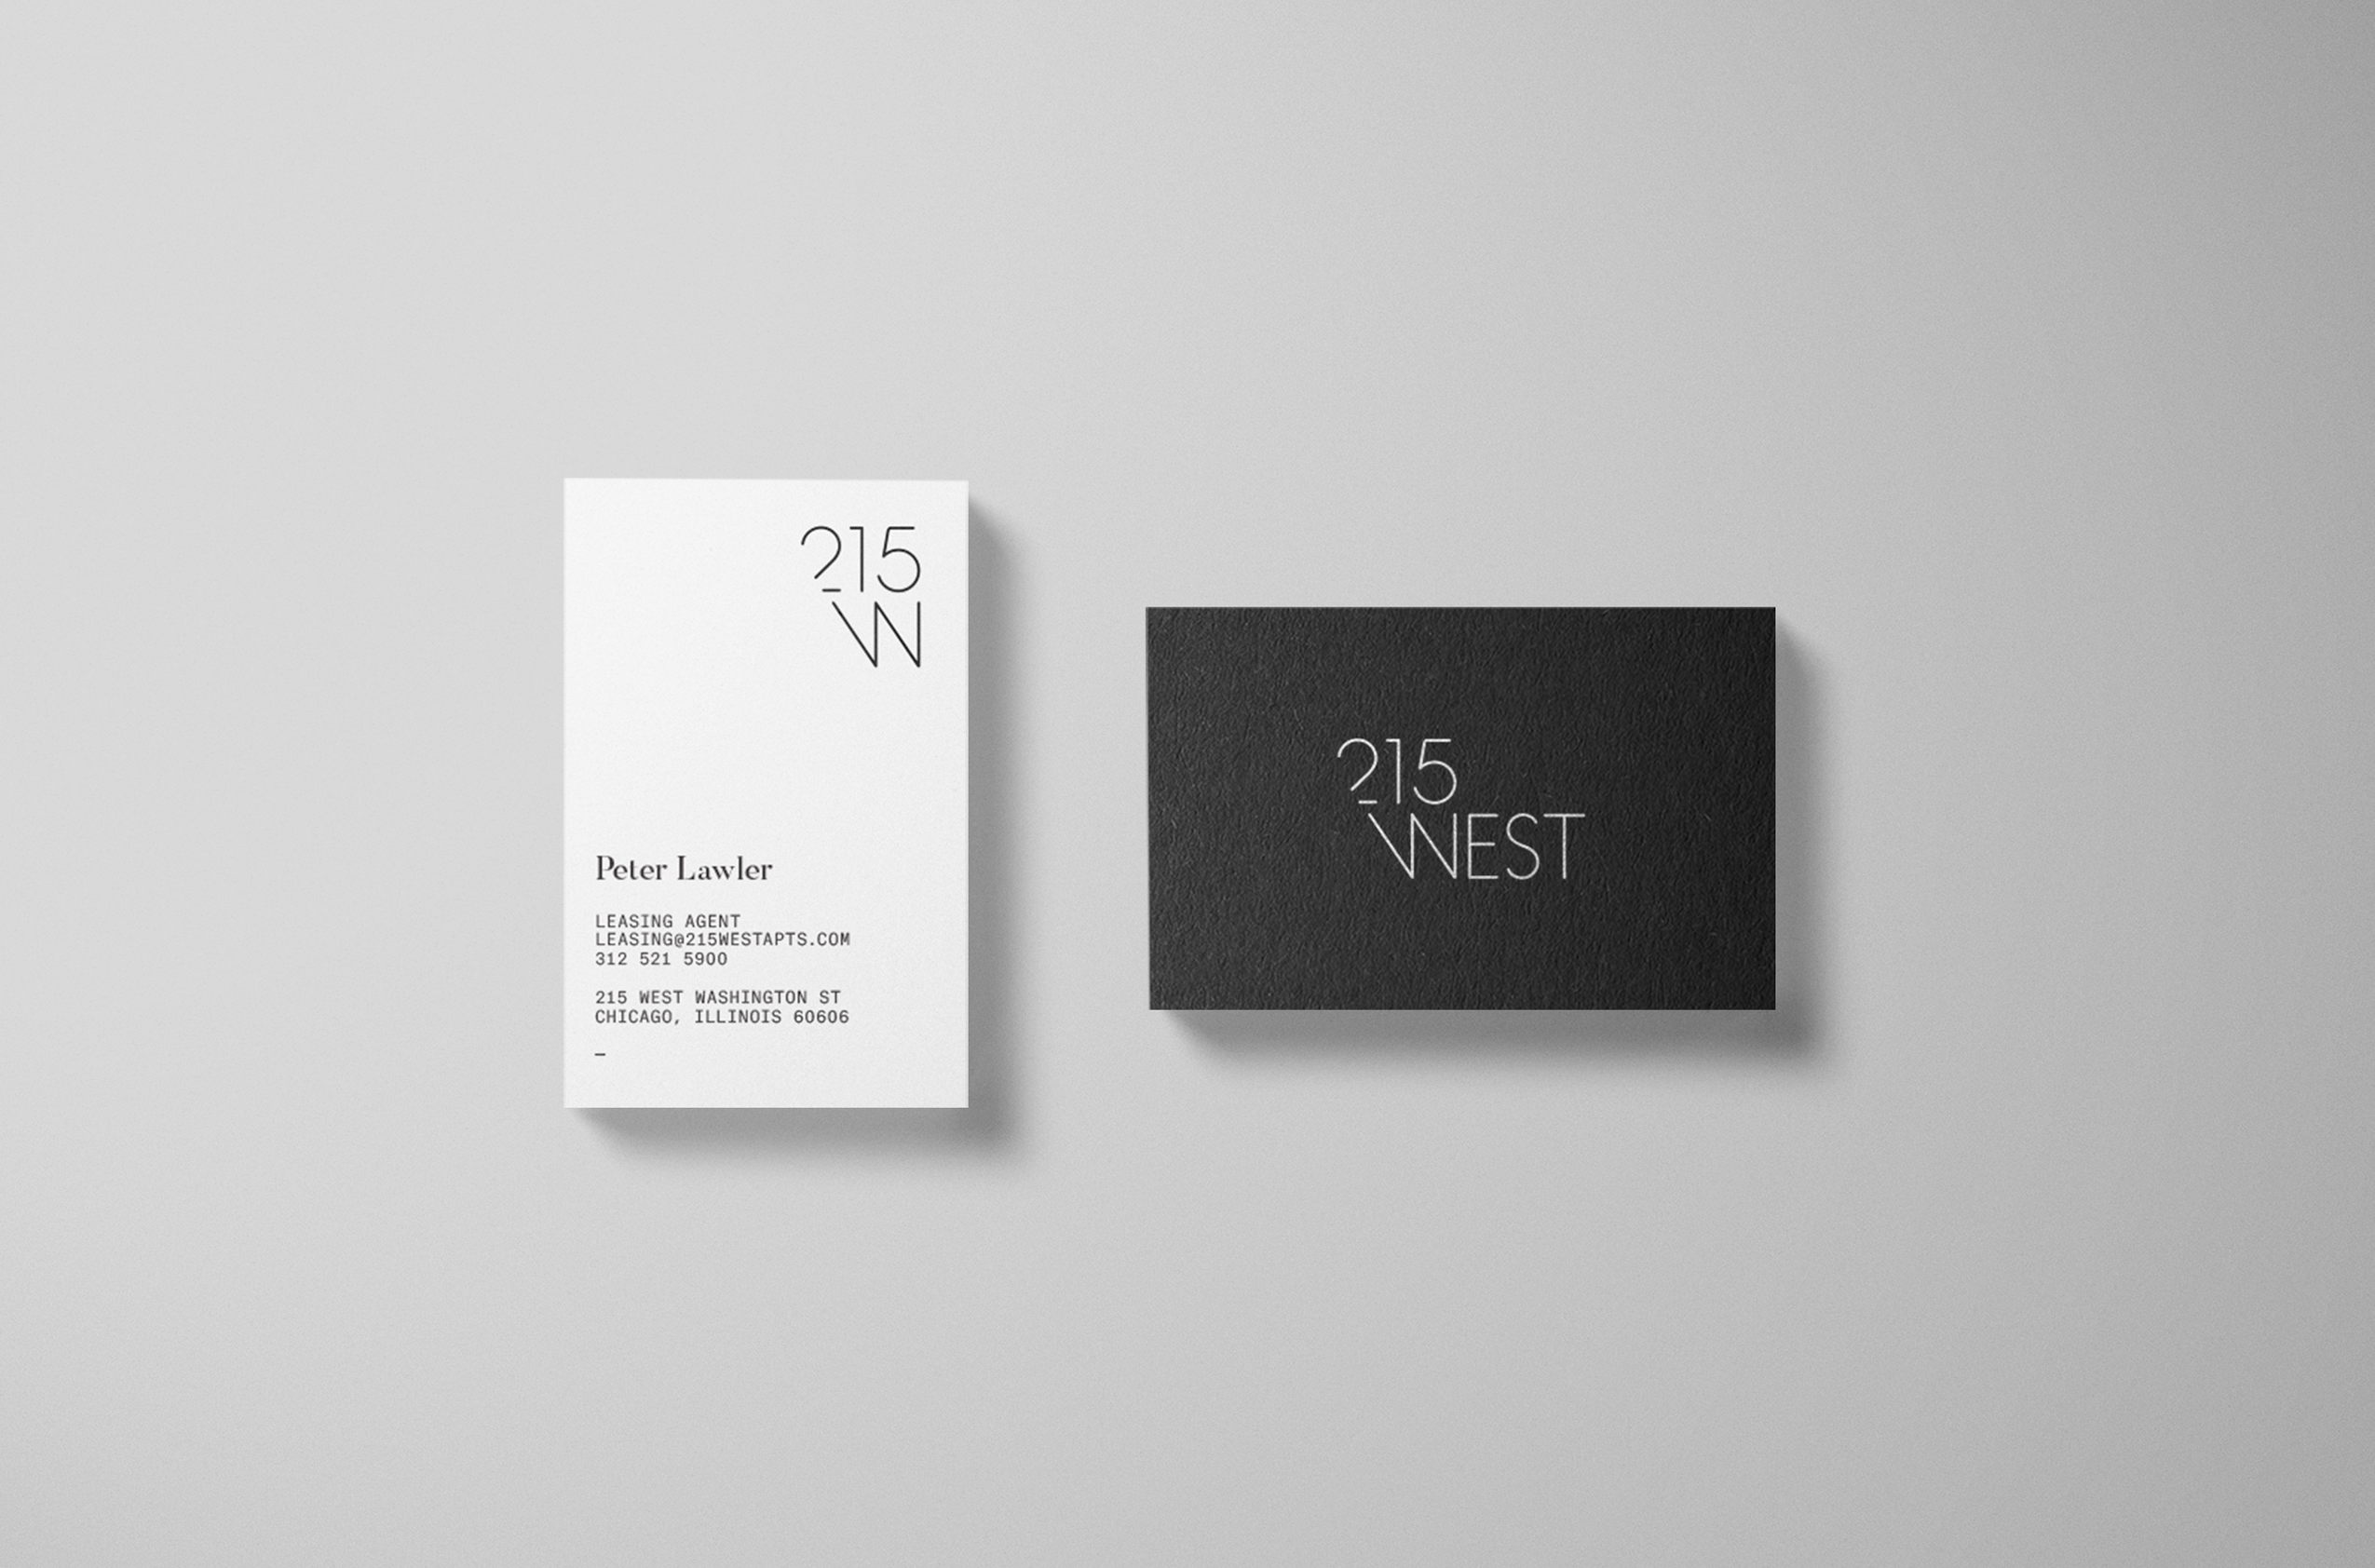 215
W
Peter Lawler
LEASING AGENT
LEASING@215WESTAPTS.COM
312 521 5900
215 WEST WASHINGTON ST
CHICAGO, ILLINOIS 60606
–
215
WEST